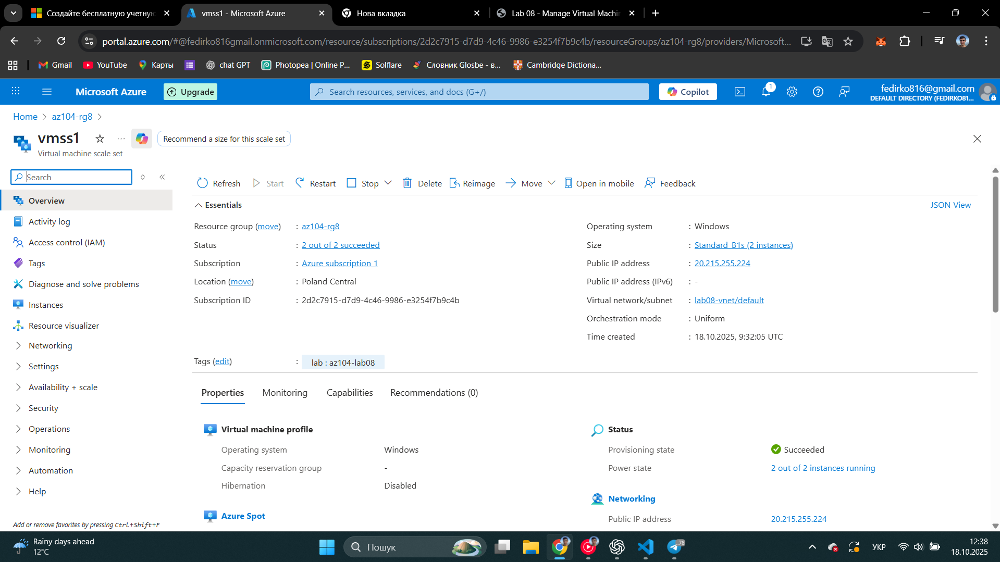 Создайте бесплатную учетную
vmss1 - Microsoft Azure
Нова вкладка
Lab 08 - Manage Virtual Machin
portal.azure.com/#@fedirko816gmail.onmicrosoft.com/resource/subscriptions/2d2c7915-d7d9-4c46-9986-e3254f7b9c4b/resourceGroups/az104-rg8/providers/Microsoft...
Gmail
YouTube
Карты
chat GPT
Photopea | Online P...
Solflare
Словник Glosbe - в...
Cambridge Dictiona...
Microsoft Azure
Upgrade
Search resources, services, and docs (G+/)
Copilot
1
fedirko816@gmail.com
DEFAULT DIRECTORY (FEDIRKO81...
Home > az104-rg8 >
vmss1
Recommend a size for this scale set
Virtual machine scale set
Search
Refresh Start Restart Stop Delete Reimage Move Open in mobile Feedback
Overview
Activity log
Access control (IAM)
Tags
Diagnose and solve problems
Instances
Resource visualizer
Networking
Settings
Availability + scale
Security
Operations
Monitoring
Automation
Help
Add or remove favorites by pressing Ctrl+Shift+F
Essentials
JSON View
Resource group (move) : az104-rg8
Status : 2 out of 2 succeeded
Subscription : Azure subscription 1
Location (move) : Poland Central
Subscription ID : 2d2c7915-d7d9-4c46-9986-e3254f7b9c4b
Operating system : Windows
Size : Standard_B1s (2 instances)
Public IP address : 20.215.255.224
Public IP address (IPv6) : -
Virtual network/subnet : lab08-vnet/default
Orchestration mode : Uniform
Time created : 18.10.2025, 9:32:05 UTC
Tags (edit) : lab : az104-lab08
Properties Monitoring Capabilities Recommendations (0)
Virtual machine profile
Operating system Windows
Capacity reservation group -
Hibernation Disabled
Azure Spot
Status
Provisioning state Succeeded
Power state 2 out of 2 instances running
Networking
Public IP address 20.215.255.224
Rainy days ahead
12°C
Пошук
..78
УКР
12:38
18.10.2025